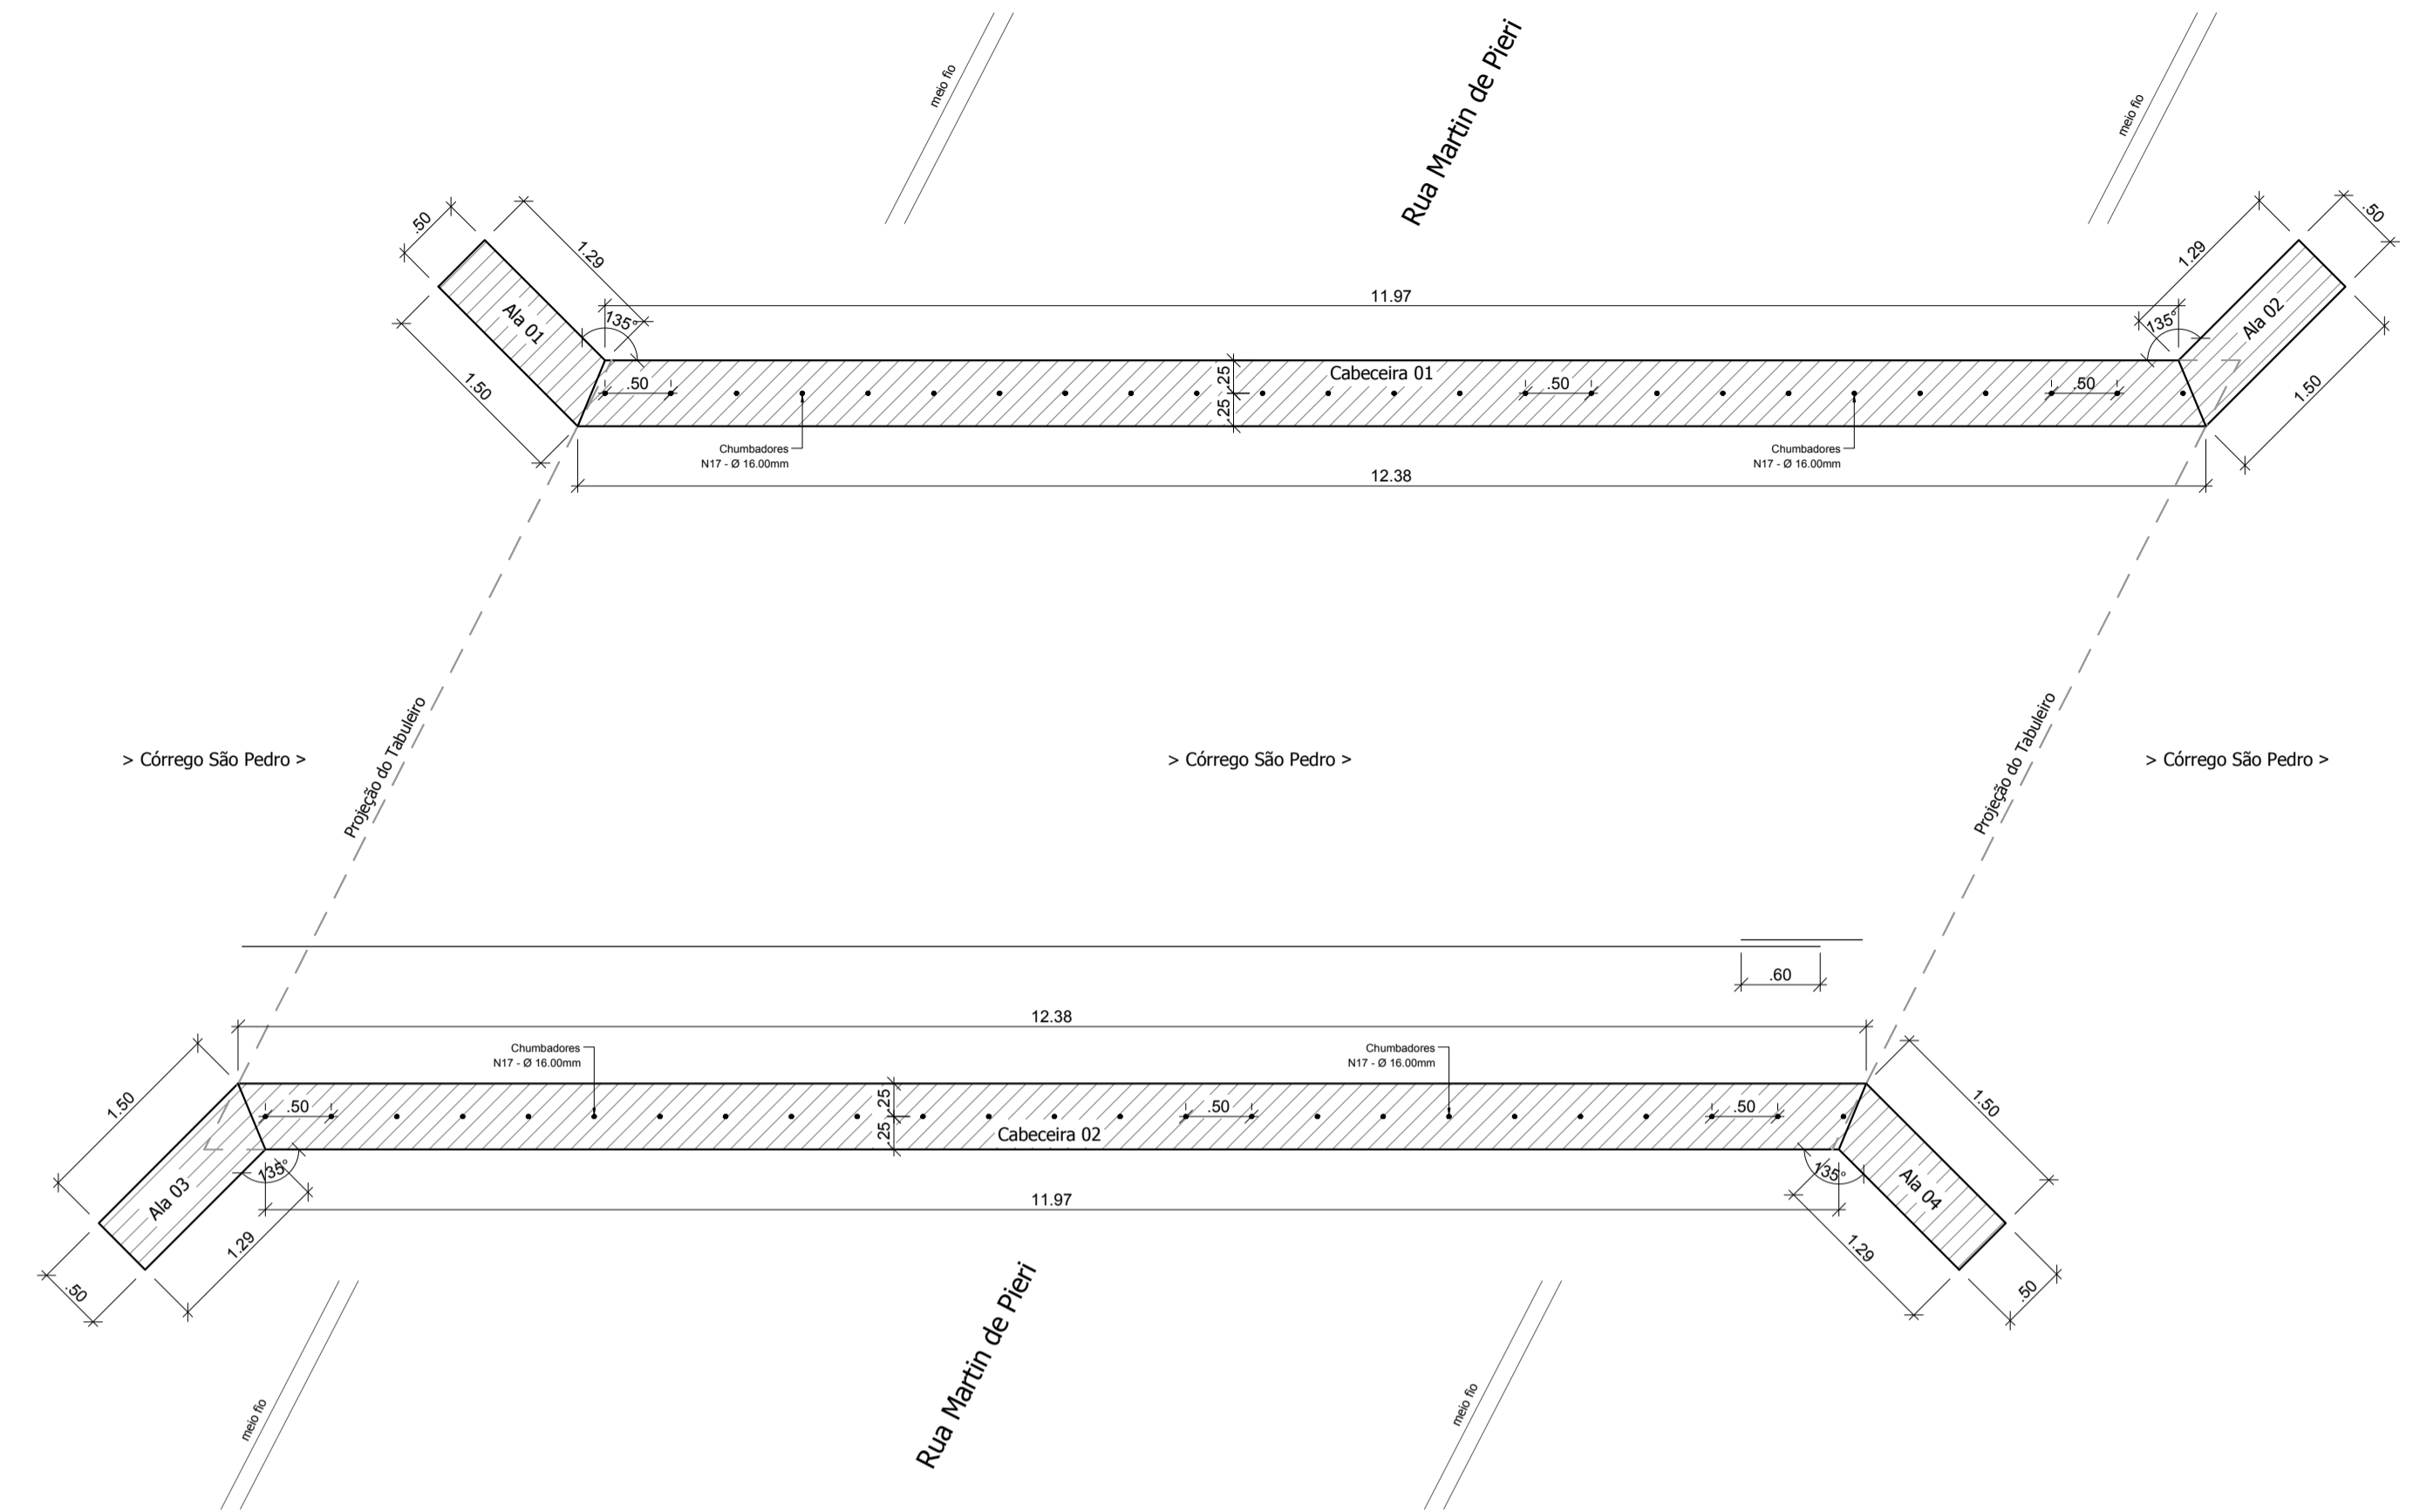 meio fio
Rua Martin de Pieri
meio fio
.50
1.29
1.29
.50
11.97
Ala 01
135°
135°
Ala 02
1.50
.50
.25
Cabeceira 01
.50
.50
1.50
.25
Chumbadores
N17 - Ø 16.00mm
Chumbadores
N17 - Ø 16.00mm
12.38
Projeção do Tabuleiro
Projeção do Tabuleiro
> Córrego São Pedro >
> Córrego São Pedro >
> Córrego São Pedro >
.60
12.38
Chumbadores
N17 - Ø 16.00mm
Chumbadores
N17 - Ø 16.00mm
1.50
.50
.25
.50
.50
1.50
.25
Cabeceira 02
Ala 03
135°
135°
Ala 04
11.97
1.29
1.29
.50
.50
Rua Martin de Pieri
meio fio
meio fio